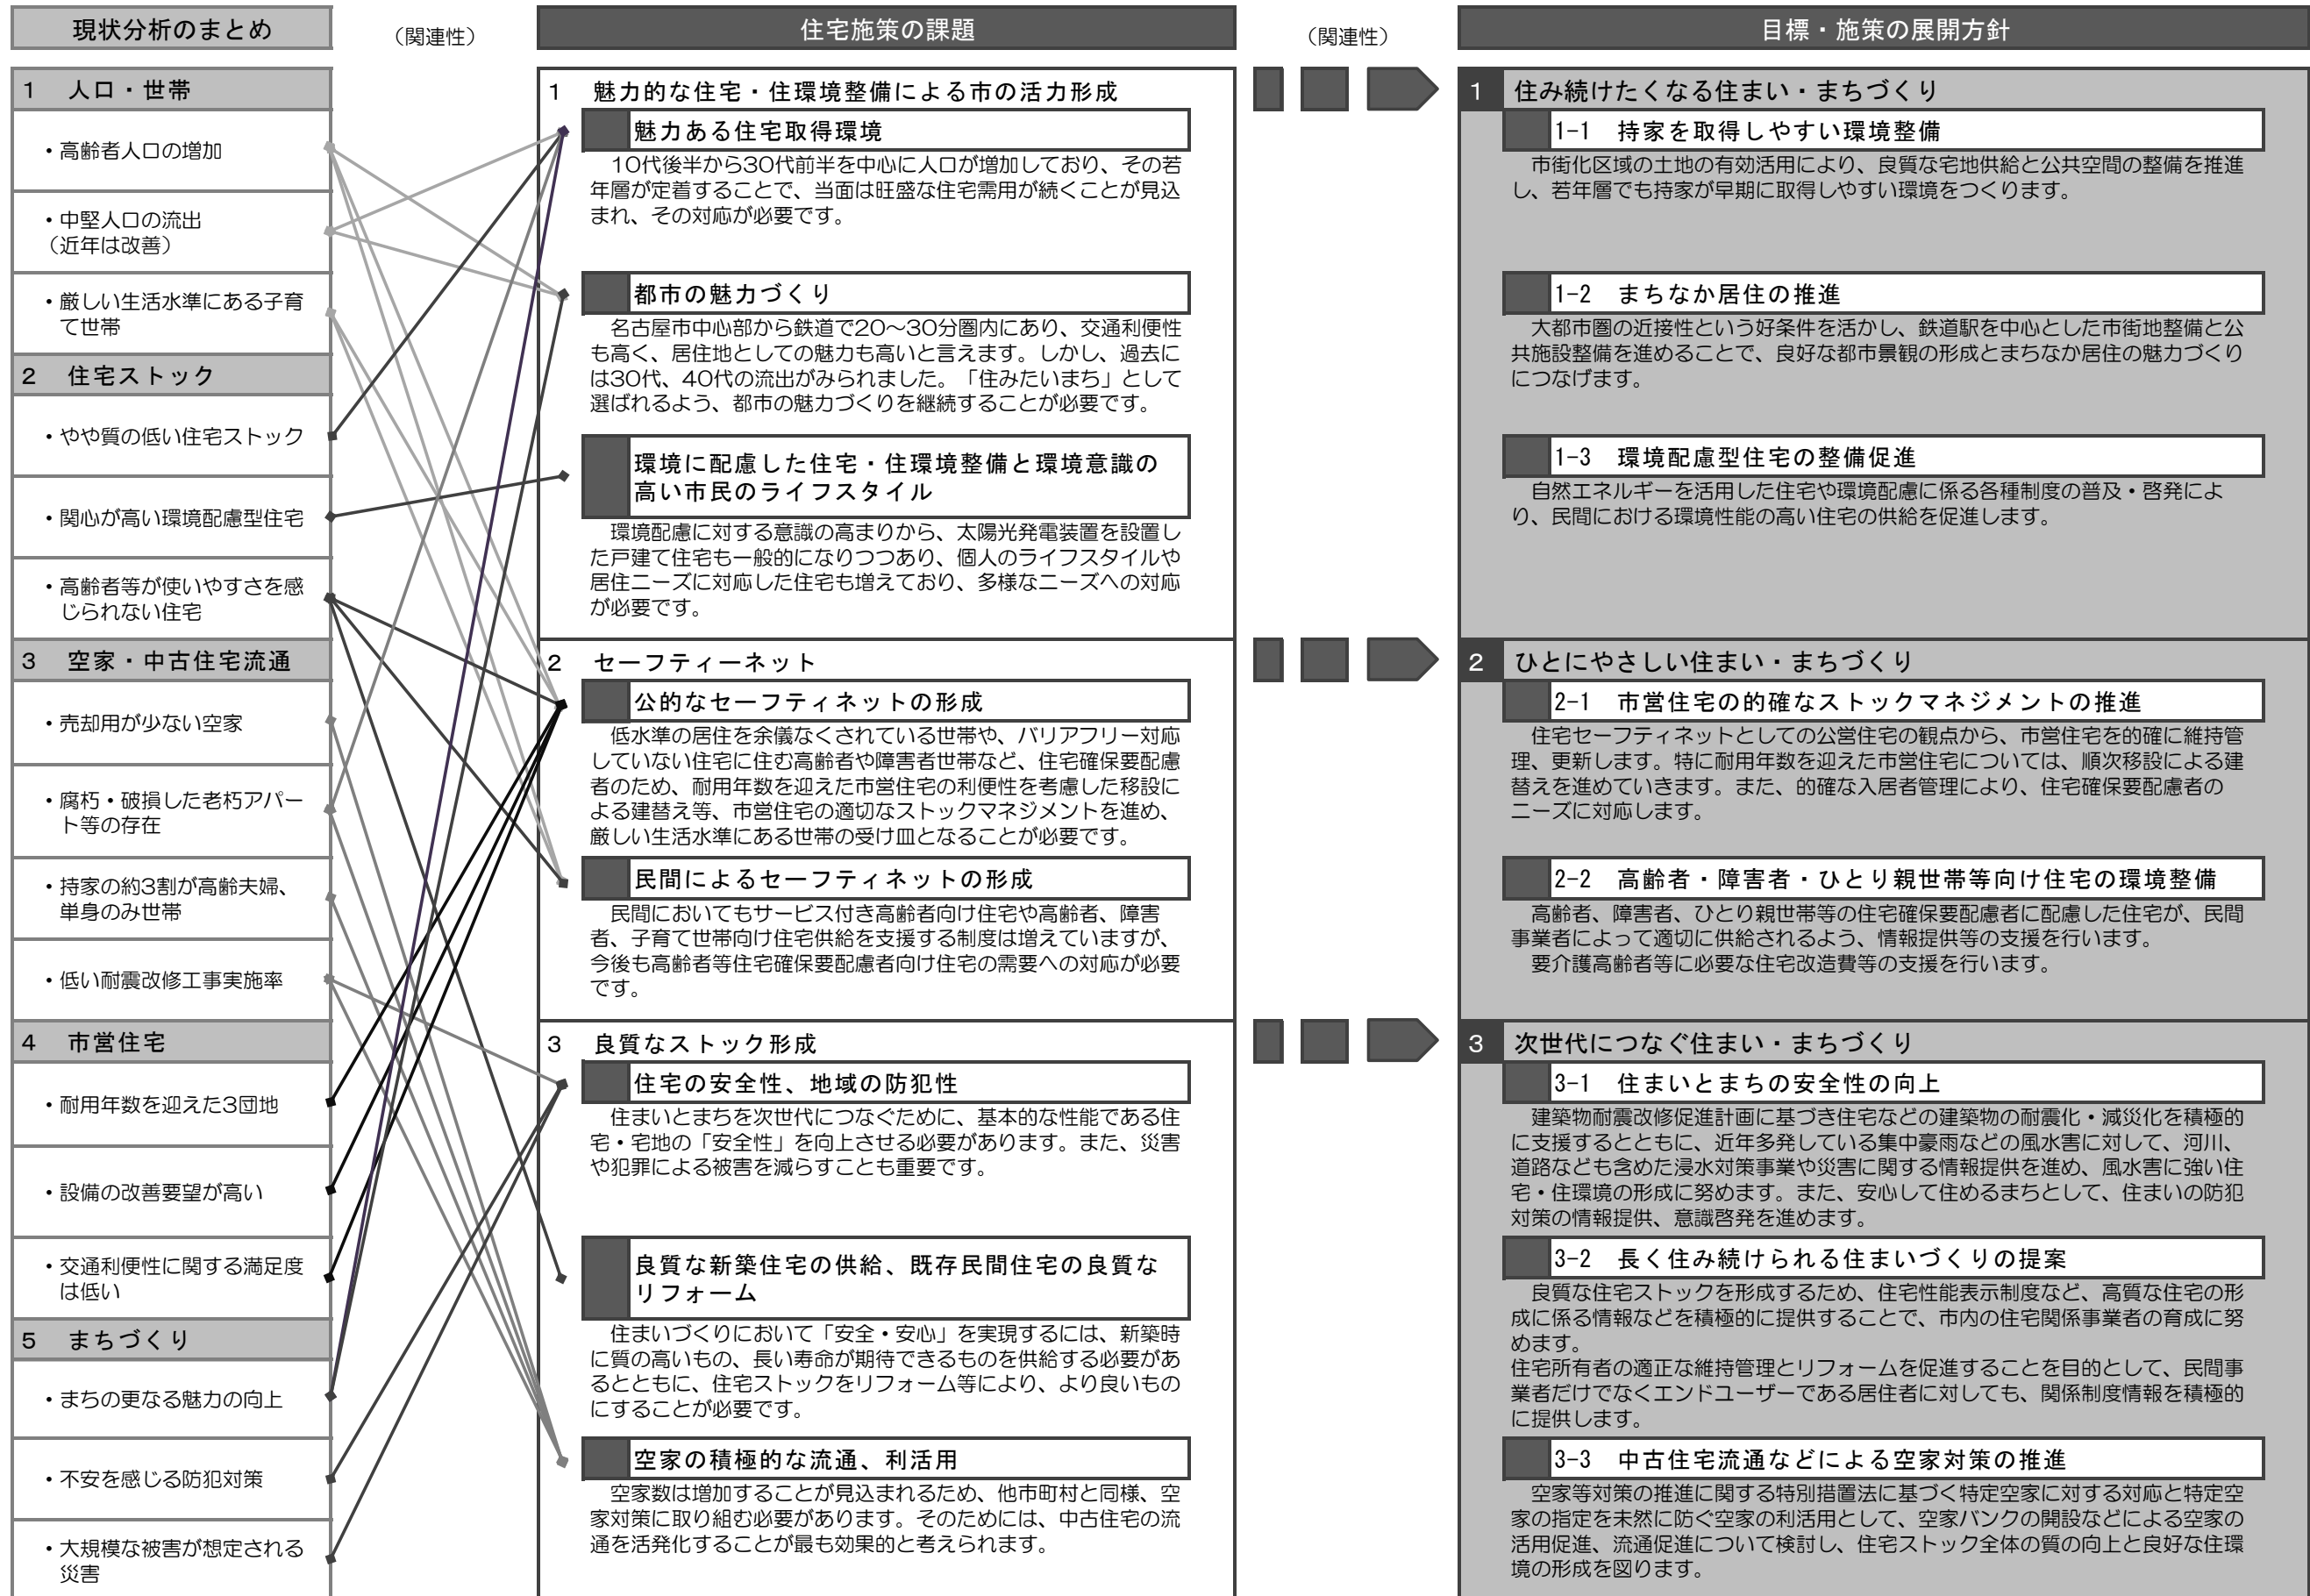 現状分析のまとめ
（関連性）
住宅施策の課題
（関連性）
目標・施策の展開方針
1 人口・世帯
・高齢者人口の増加
・中堅人口の流出
（近年は改善）
・厳しい生活水準にある子育
て世帯
2 住宅ストック
・やや質の低い住宅ストック
・関心が高い環境配慮型住宅
・高齢者等が使いやすさを感
じられない住宅
3 空家・中古住宅流通
・売却用が少ない空家
・腐朽・破損した老朽アパー
ト等の存在
・持家の約3割が高齢夫婦、
単身のみ世帯
・低い耐震改修工事実施率
4 市営住宅
・耐用年数を迎えた3団地
・設備の改善要望が高い
・交通利便性に関する満足度
は低い
5 まちづくり
・まちの更なる魅力の向上
・不安を感じる防犯対策
・大規模な被害が想定される
災害
1 魅力的な住宅・住環境整備による市の活力形成
魅力ある住宅取得環境
10代後半から30代前半を中心に人口が増加しており、その若
年層が定着することで、当面は旺盛な住宅需用が続くことが見込
まれ、その対応が必要です。
都市の魅力づくり
名古屋市中心部から鉄道で20～30分圏内にあり、交通利便性
も高く、居住地としての魅力も高いと言えます。しかし、過去に
は30代、40代の流出がみられました。「住みたいまち」として
選ばれるよう、都市の魅力づくりを継続することが必要です。
環境に配慮した住宅・住環境整備と環境意識の
高い市民のライフスタイル
環境配慮に対する意識の高まりから、太陽光発電装置を設置し
た戸建て住宅も一般的になりつつあり、個人のライフスタイルや
居住ニーズに対応した住宅も増えており、多様なニーズへの対応
が必要です。
2 セーフティーネット
公的なセーフティネットの形成
低水準の居住を余儀なくされている世帯や、バリアフリー対応
していない住宅に住む高齢者や障害者世帯など、住宅確保要配慮
者のため、耐用年数を迎えた市営住宅の利便性を考慮した移設に
よる建替え等、市営住宅の適切なストックマネジメントを進め、
厳しい生活水準にある世帯の受け皿となることが必要です。
民間によるセーフティネットの形成
民間においてもサービス付き高齢者向け住宅や高齢者、障害
者、子育て世帯向け住宅供給を支援する制度は増えていますが、
今後も高齢者等住宅確保要配慮者向け住宅の需要への対応が必要
です。
3 良質なストック形成
住宅の安全性、地域の防犯性
住まいとまちを次世代につなぐために、基本的な性能である住
宅・宅地の「安全性」を向上させる必要があります。また、災害
や犯罪による被害を減らすことも重要です。
良質な新築住宅の供給、既存民間住宅の良質な
リフォーム
住まいづくりにおいて「安全・安心」を実現するには、新築時
に質の高いもの、長い寿命が期待できるものを供給する必要があ
るとともに、住宅ストックをリフォーム等により、より良いもの
にすることが必要です。
空家の積極的な流通、利活用
空家数は増加することが見込まれるため、他市町村と同様、空
家対策に取り組む必要があります。そのためには、中古住宅の流
通を活発化することが最も効果的と考えられます。
1 住み続けたくなる住まい・まちづくり
1-1 持家を取得しやすい環境整備
市街化区域の土地の有効活用により、良質な宅地供給と公共空間の整備を推進
し、若年層でも持家が早期に取得しやすい環境をつくります。
1-2 まちなか居住の推進
大都市圏の近接性という好条件を活かし、鉄道駅を中心とした市街地整備と公
共施設整備を進めることで、良好な都市景観の形成とまちなか居住の魅力づくり
につなげます。
1-3 環境配慮型住宅の整備促進
自然エネルギーを活用した住宅や環境配慮に係る各種制度の普及・啓発によ
り、民間における環境性能の高い住宅の供給を促進します。
2 ひとにやさしい住まい・まちづくり
2-1 市営住宅の的確なストックマネジメントの推進
住宅セーフティネットとしての公営住宅の観点から、市営住宅を的確に維持管
理、更新します。特に耐用年数を迎えた市営住宅については、順次移設による建
替えを進めていきます。また、的確な入居者管理により、住宅確保要配慮者の
ニーズに対応します。
2-2 高齢者・障害者・ひとり親世帯等向け住宅の環境整備
高齢者、障害者、ひとり親世帯等の住宅確保要配慮者に配慮した住宅が、民間
事業者によって適切に供給されるよう、情報提供等の支援を行います。
要介護高齢者等に必要な住宅改造費等の支援を行います。
3 次世代につなぐ住まい・まちづくり
3-1 住まいとまちの安全性の向上
建築物耐震改修促進計画に基づき住宅などの建築物の耐震化・減災化を積極的
に支援するとともに、近年多発している集中豪雨などの風水害に対して、河川、
道路なども含めた浸水対策事業や災害に関する情報提供を進め、風水害に強い住
宅・住環境の形成に努めます。また、安心して住めるまちとして、住まいの防犯
対策の情報提供、意識啓発を進めます。
3-2 長く住み続けられる住まいづくりの提案
良質な住宅ストックを形成するため、住宅性能表示制度など、高質な住宅の形
成に係る情報などを積極的に提供することで、市内の住宅関係事業者の育成に努
めます。
住宅所有者の適正な維持管理とリフォームを促進することを目的として、民間事
業者だけでなくエンドユーザーである居住者に対しても、関係制度情報を積極的
に提供します。
3-3 中古住宅流通などによる空家対策の推進
空家等対策の推進に関する特別措置法に基づく特定空家に対する対応と特定空
家の指定を未然に防ぐ空家の利活用として、空家バンクの開設などによる空家の
活用促進、流通促進について検討し、住宅ストック全体の質の向上と良好な住環
境の形成を図ります。